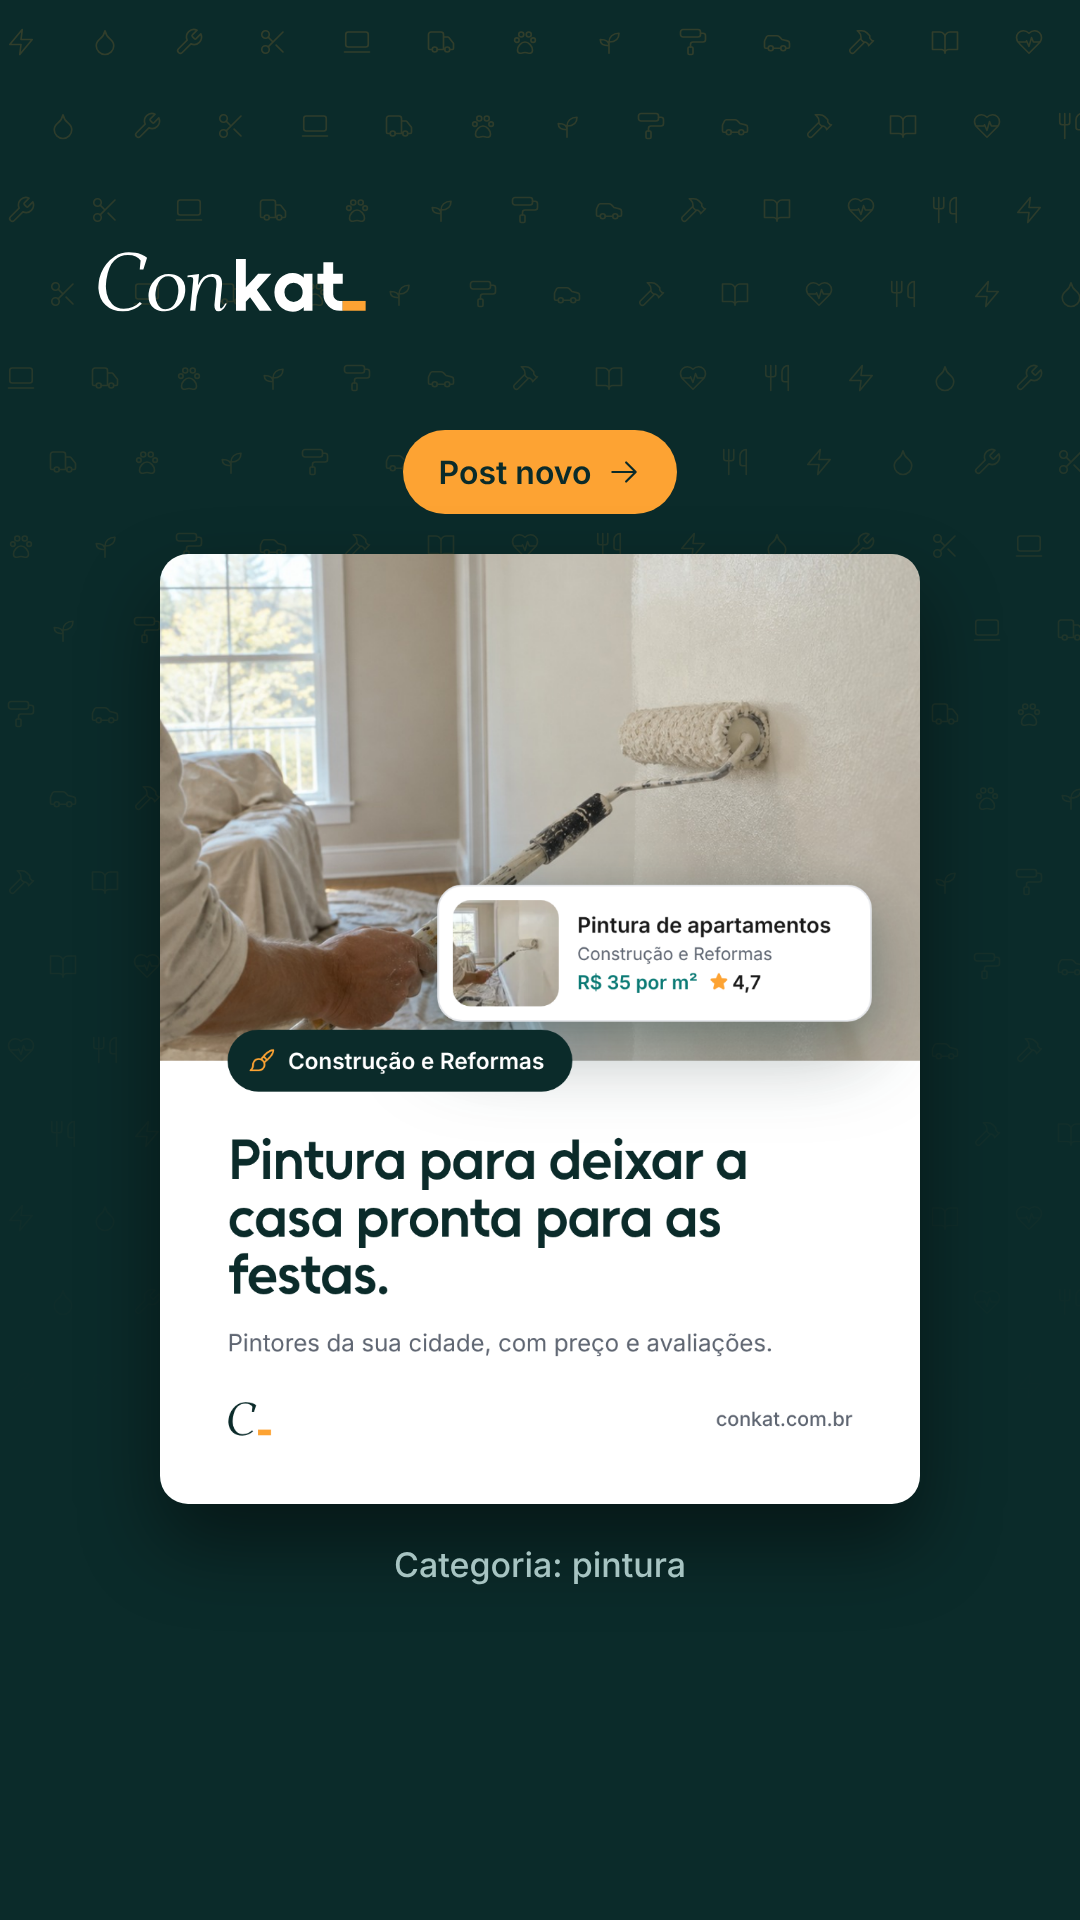 Conkat
Post novo
Pintura de apartamentos
Construção e Reformas
R$ 35 por m² 4,7
Construção e Reformas
Pintura para deixar a
casa pronta para as
festas.
Pintores da sua cidade, com preço e avaliações.
C
conkat.com.br
Categoria: pintura